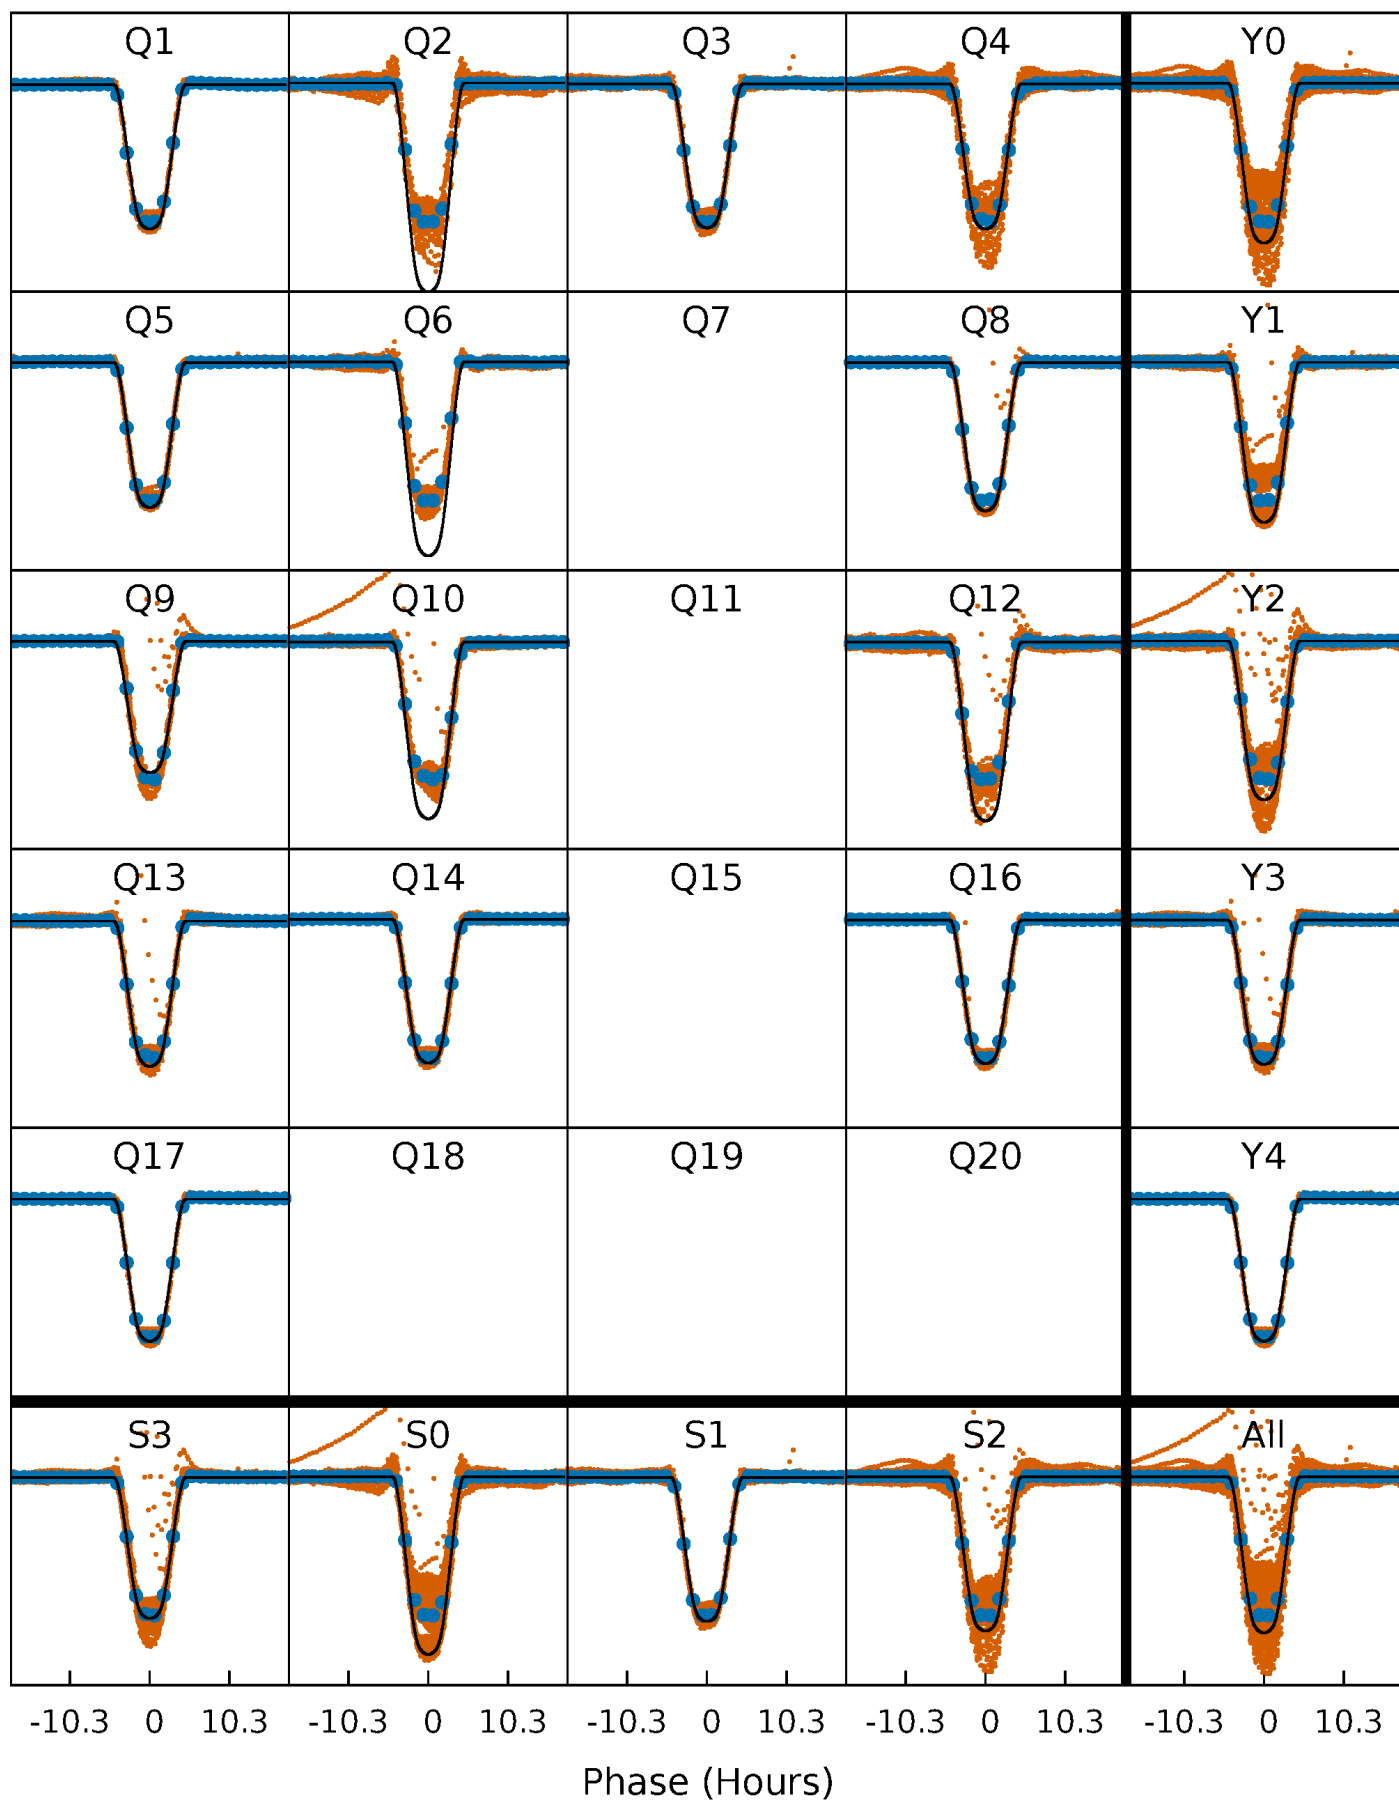 Q1 Q2 Q3 Q4 Y0
Q5 Q6 Q7 Q8 Y1
Q9 Q10 Q11 Q12 Y2
Q13 Q14 Q15 Q16 Y3
Q17 Q18 Q19 Q20 Y4
S3 S0 S1 S2 All
-10.3 0 10.3 -10.3 0 10.3 -10.3 0 10.3 -10.3 0 10.3 -10.3 0 10.3
Phase (Hours)